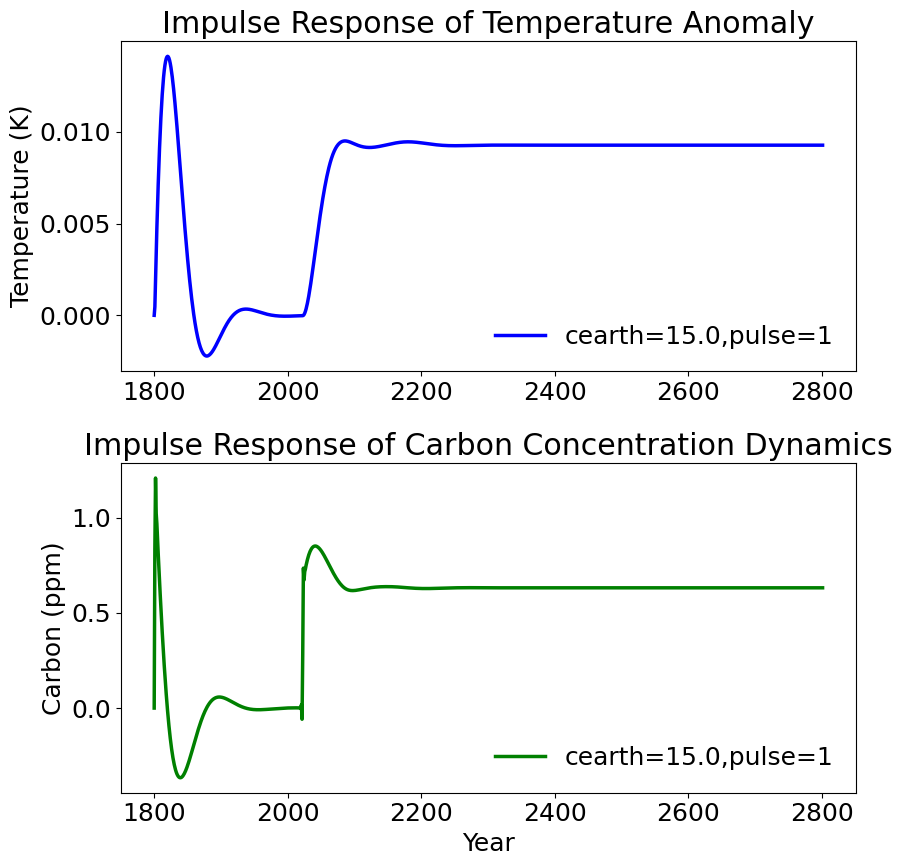 Impulse Response of Temperature Anomaly
Temperature (K)
0.010
0.005
0.000
cearth=15.0,pulse=1
1800 2000 2200 2400 2600 2800
Impulse Response of Carbon Concentration Dynamics
Carbon (ppm)
1.0
0.5
0.0
cearth=15.0,pulse=1
1800 2000 2200 2400 2600 2800
Year